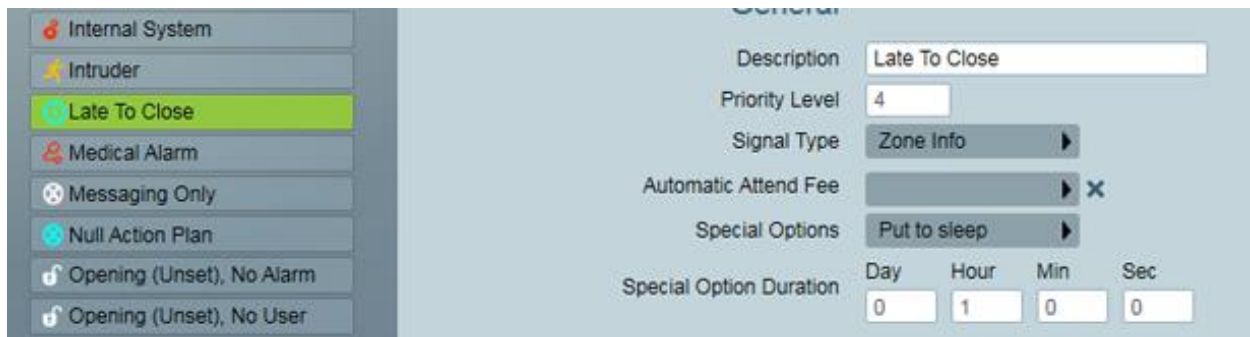 Internal System
Intruder
Late To Close
Medical Alarm
Messaging Only
Null Action Plan
Opening (Unset), No Alarm
Opening (Unset), No User
General
Description Late To Close
Priority Level 4
Signal Type Zone Info
Automatic Attend Fee
Special Options Put to sleep
Day Hour Min Sec
Special Option Duration
0 1 0 0